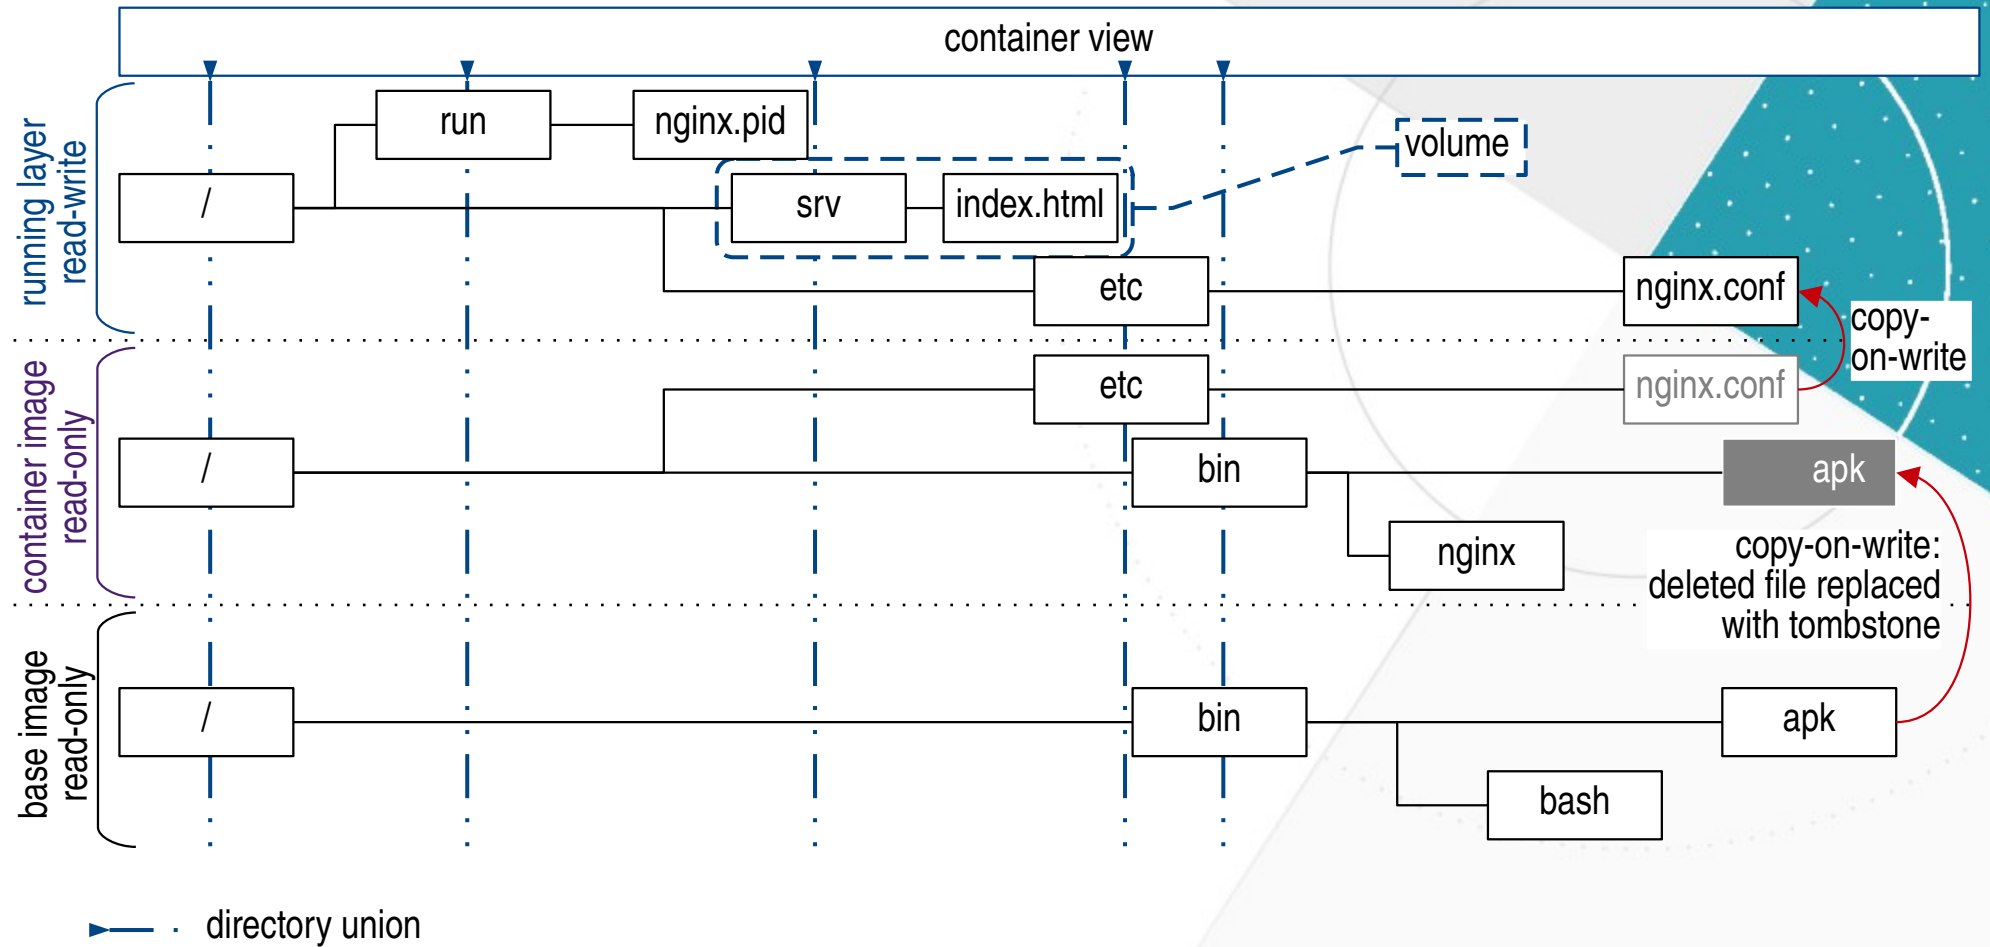 container view
running layer
read-write
run
nginx.pid
volume
/
srv
index.html
etc
nginx.conf
copy-
on-write
container image
read-only
etc
nginx.conf
/
bin
apk
nginx
copy-on-write:
deleted file replaced
with tombstone
base image
read-only
/
bin
apk
bash
directory union